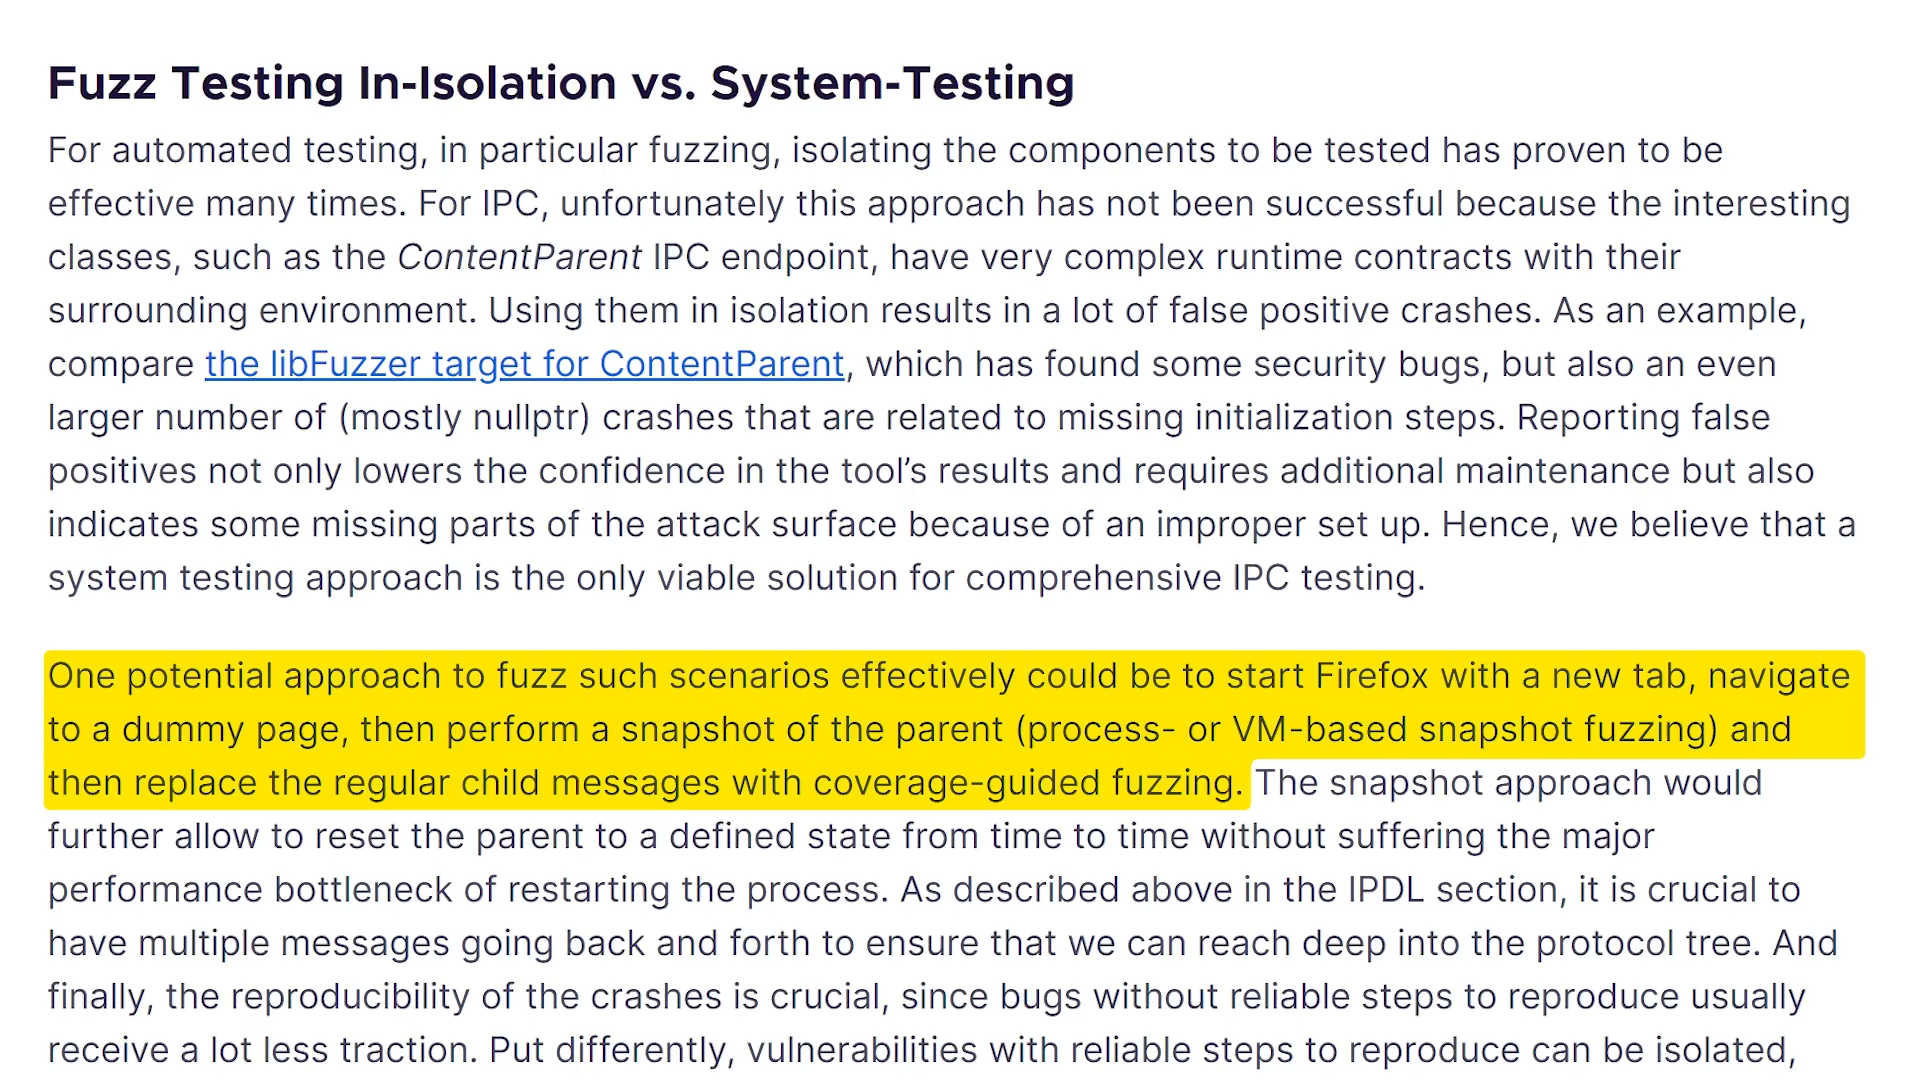 Fuzz Testing In-Isolation vs. System-Testing
For automated testing, in particular fuzzing, isolating the components to be tested has proven to be
effective many times. For IPC, unfortunately this approach has not been successful because the interesting
classes, such as the ContentParent IPC endpoint, have very complex runtime contracts with their
surrounding environment. Using them in isolation results in a lot of false positive crashes. As an example,
compare the libFuzzer target for ContentParent, which has found some security bugs, but also an even
larger number of (mostly nullptr) crashes that are related to missing initialization steps. Reporting false
positives not only lowers the confidence in the tool’s results and requires additional maintenance but also
indicates some missing parts of the attack surface because of an improper set up. Hence, we believe that a
system testing approach is the only viable solution for comprehensive IPC testing.
One potential approach to fuzz such scenarios effectively could be to start Firefox with a new tab, navigate
to a dummy page, then perform a snapshot of the parent (process- or VM-based snapshot fuzzing) and
then replace the regular child messages with coverage-guided fuzzing. The snapshot approach would
further allow to reset the parent to a defined state from time to time without suffering the major
performance bottleneck of restarting the process. As described above in the IPDL section, it is crucial to
have multiple messages going back and forth to ensure that we can reach deep into the protocol tree. And
finally, the reproducibility of the crashes is crucial, since bugs without reliable steps to reproduce usually
receive a lot less traction. Put differently, vulnerabilities with reliable steps to reproduce can be isolated,